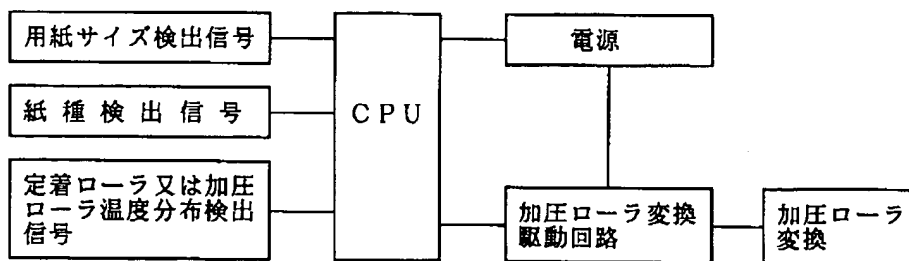 用紙サイズ検出信号
紙種検出信号
定着ローラ又は加圧
ローラ温度分布検出
信号
CPU
電源
加圧ローラ変換
駆動回路
加圧ローラ
変換